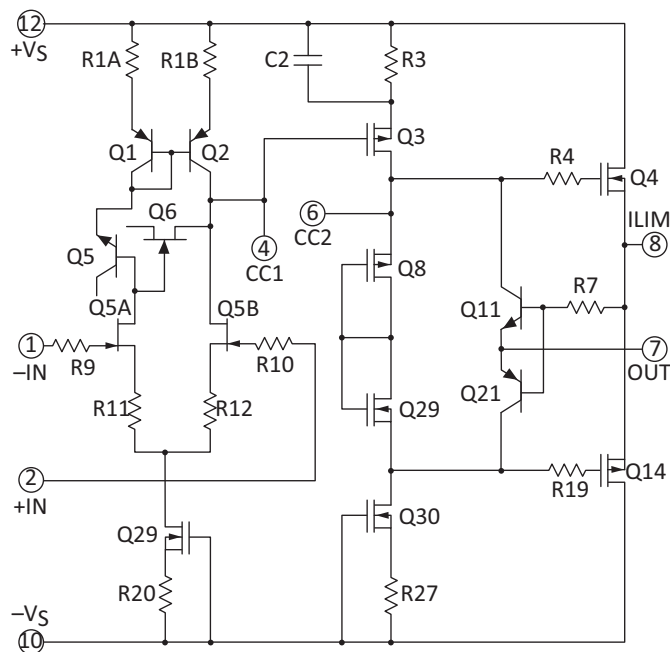 12
+VS
R1A
R1B
C2
R3
Q1
Q2
Q3
R4
Q4
Q6
6
CC2
ILIM
8
Q5
4
CC1
Q8
Q5A
Q5B
Q11
R7
1
−IN
R9
R10
7
OUT
Q21
R11
R12
Q29
2
+IN
R19
Q14
Q29
Q30
R20
R27
−VS
10